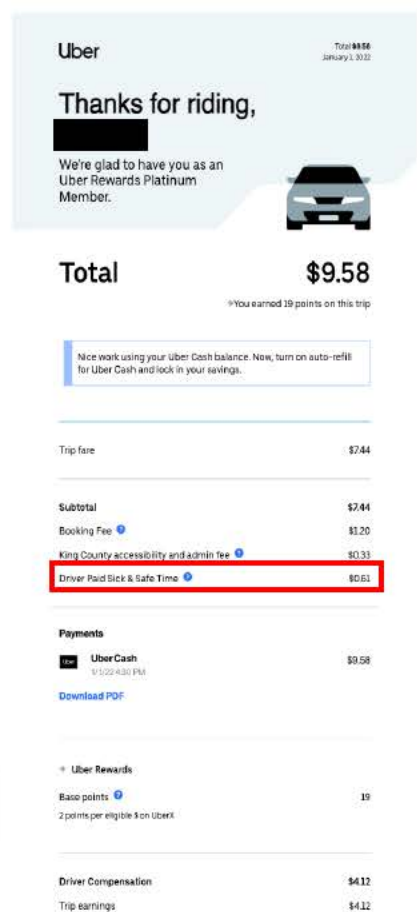 Uber
Total $9.58
January 1, 2022
Thanks for riding,
We're glad to have you as an
Uber Rewards Platinum
Member.
Total $9.58
You earned 19 points on this trip
Nice work using your Uber Cash balance. Now, turn on auto-refill
for Uber Cash and lock in your savings.
Trip fare $7.44
Subtotal $7.44
Booking Fee $1.20
King County accessibility and admin fee $0.33
Driver Paid Sick & Safe Time $0.61
Payments
Uber
Uber Cash $9.58
1/1/22 4:30 PM
Download PDF
Uber Rewards
Base points 19
2 points per eligible $ on UberX
Driver Compensation $4.12
Trip earnings $4.12